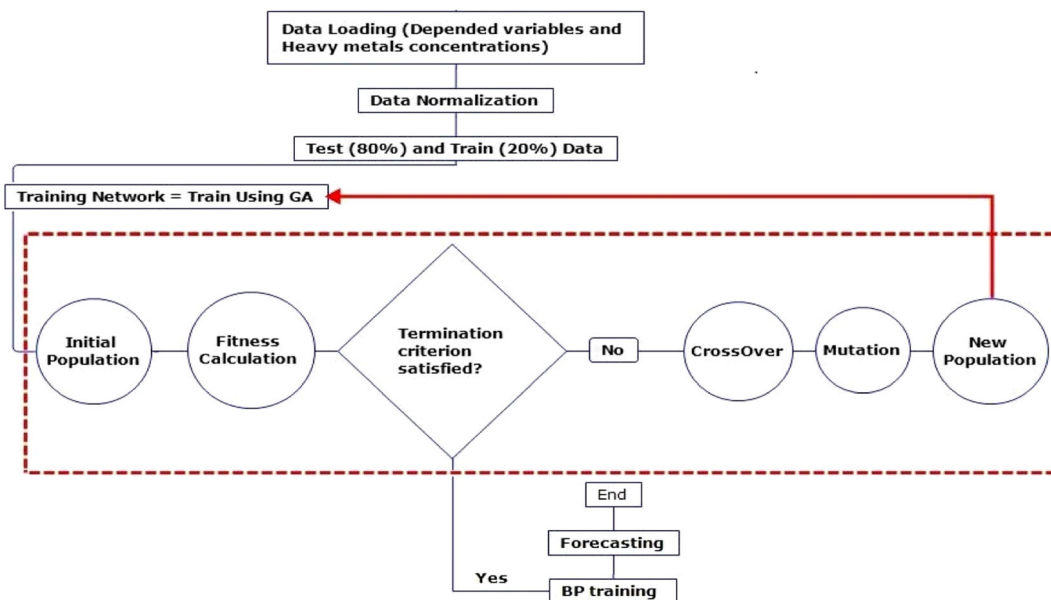 Data Loading (Depended variables and
Heavy metals concentrations)
Data Normalization
Test (80%) and Train (20%) Data
Training Network = Train Using GA
Initial
Population
Fitness
Calculation
Termination
criterion
satisfied?
No
CrossOver
Mutation
New
Population
End
Forecasting
Yes
BP training